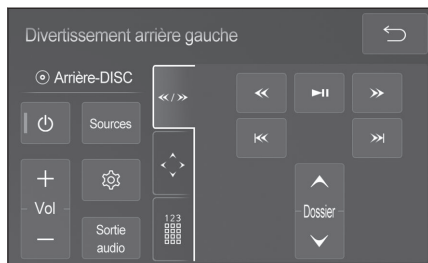 Divertissement arrière gauche
Arrière-DISC
Sources
Vol
Sortie
audio
123
Dossier